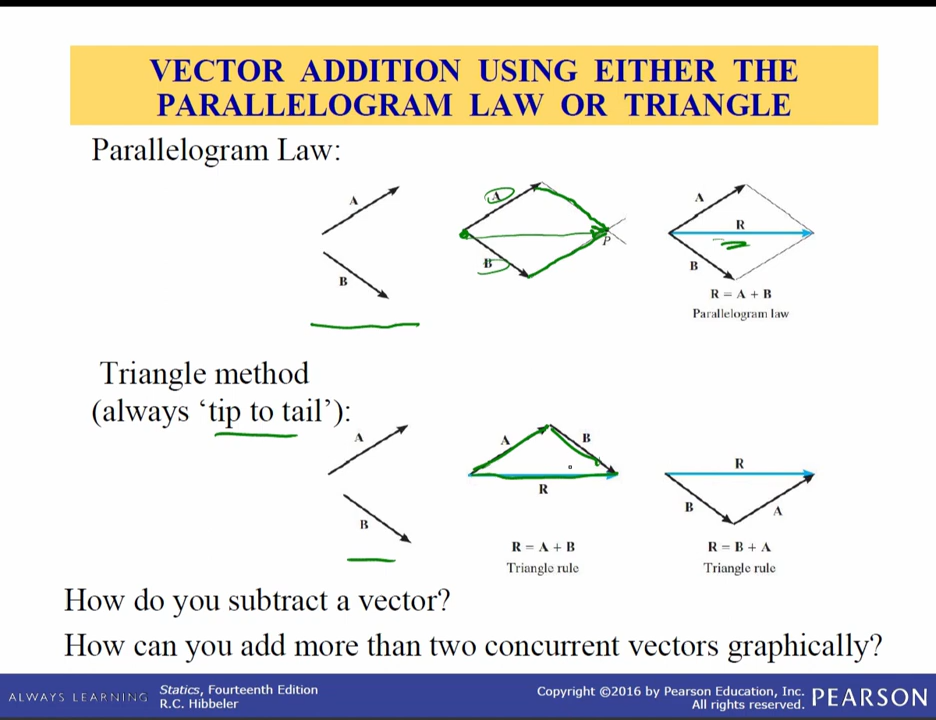 VECTOR ADDITION USING EITHER THE
PARALLELOGRAM LAW OR TRIANGLE
Parallelogram Law:
A
B
A
B
P
A
R
B
R = A + B
Parallelogram law
Triangle method
(always ‘tip to tail’):
A
B
A
B
R
R = A + B
Triangle rule
R
B
A
R = B + A
Triangle rule
How do you subtract a vector?
How can you add more than two concurrent vectors graphically?
ALWAYS LEARNING
Statics, Fourteenth Edition
R.C. Hibbeler
Copyright ©2016 by Pearson Education, Inc.
All rights reserved.
PEARSON